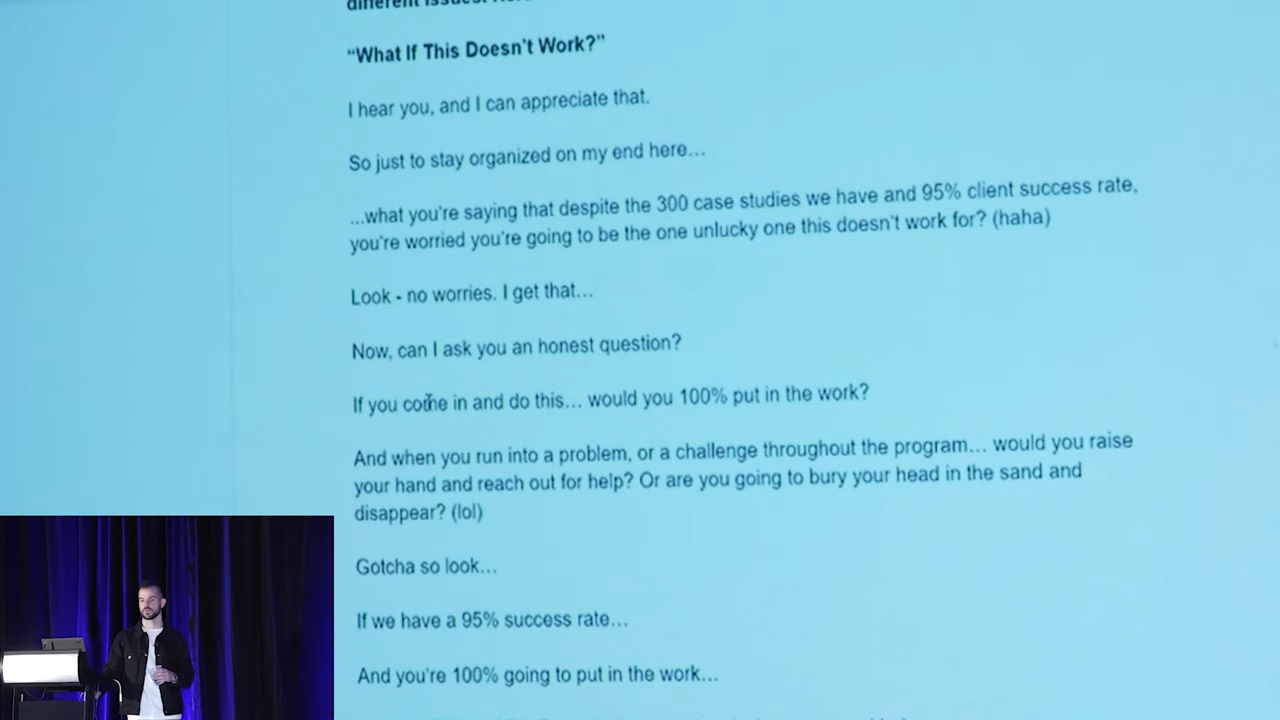 different issues.
“What If This Doesn’t Work?”
I hear you, and I can appreciate that.
So just to stay organized on my end here…
…what you’re saying that despite the 300 case studies we have and 95% client success rate,
you’re worried you’re going to be the one unlucky one this doesn’t work for? (haha)
Look - no worries. I get that…
Now, can I ask you an honest question?
If you come in and do this… would you 100% put in the work?
And when you run into a problem, or a challenge throughout the program… would you raise
your hand and reach out for help? Or are you going to bury your head in the sand and
disappear? (lol)
Gotcha so look…
If we have a 95% success rate…
And you’re 100% going to put in the work…